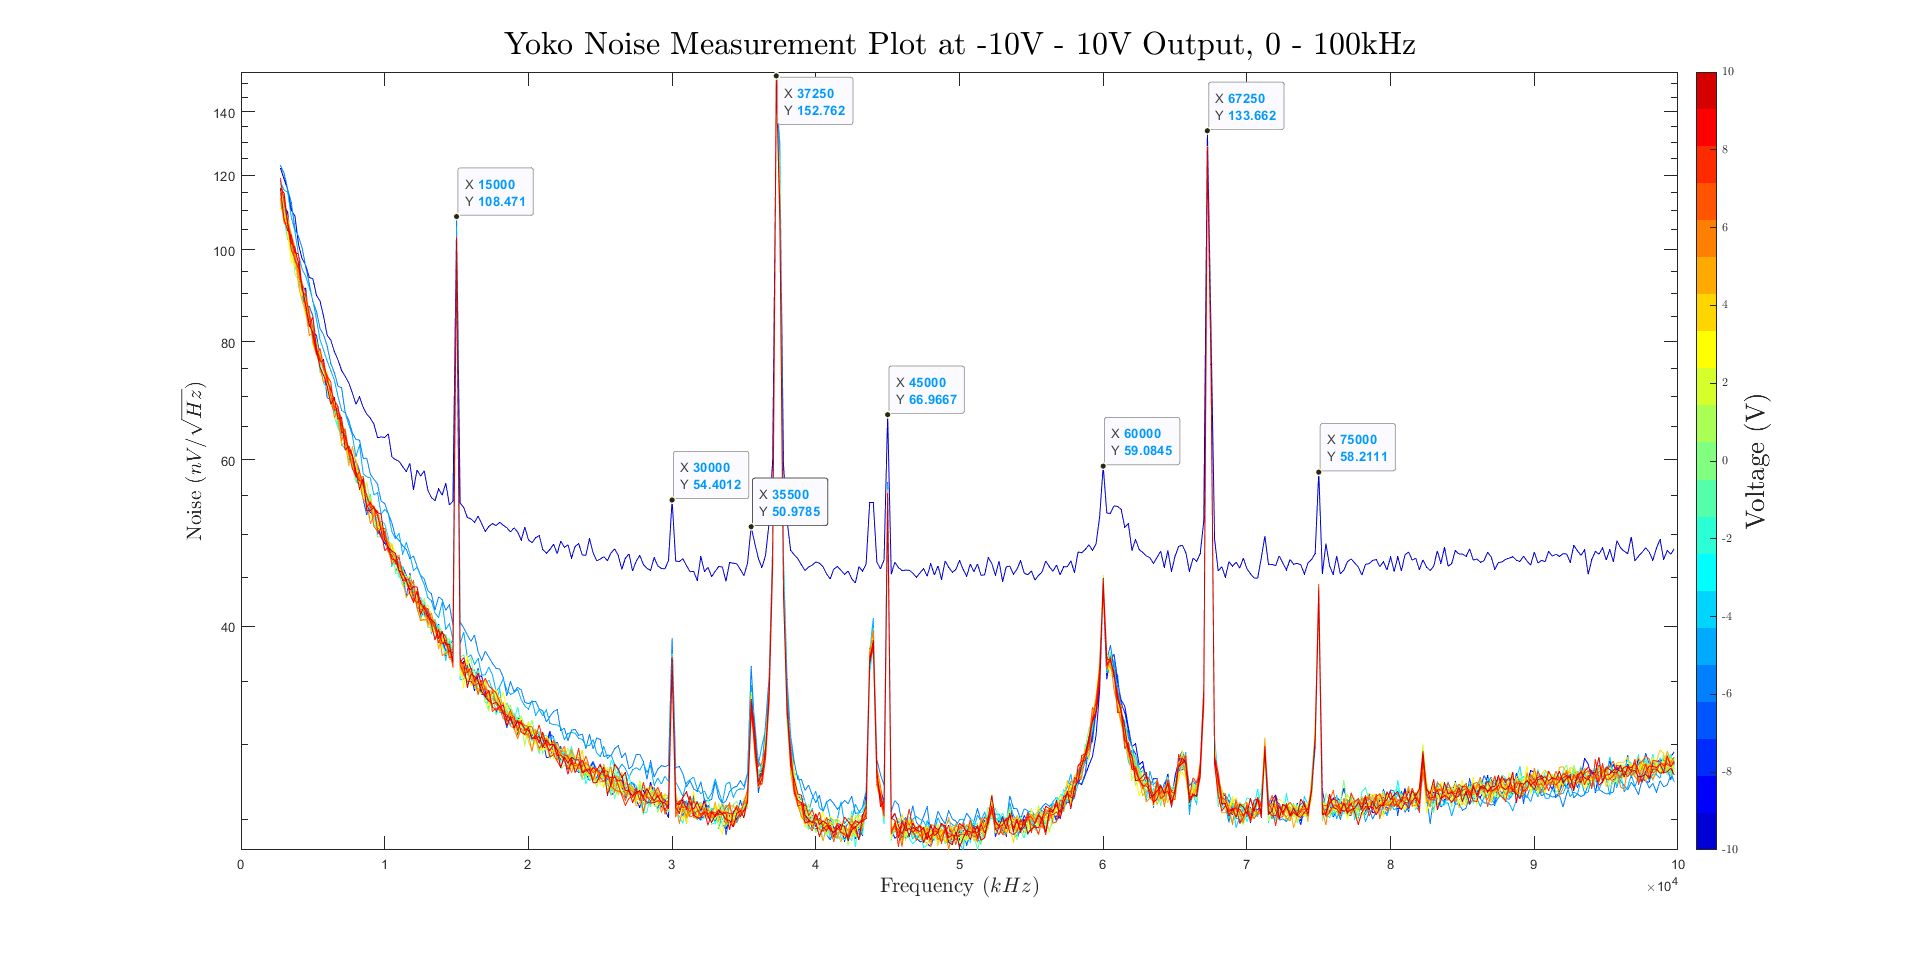 Yoko Noise Measurement Plot at -10V - 10V Output, 0 - 100kHz
X 37250
Y 152.762
X 67250
Y 133.662
X 15000
Y 108.471
X 45000
Y 66.9667
X 60000
Y 59.0845
X 75000
Y 58.2111
X 30000
Y 54.4012
X 35500
Y 50.9785
140
120
100
80
60
40
Noise (nV/√Hz)
0 1 2 3 4 5 6 7 8 9 10
×10⁴
Frequency (kHz)
10
8
6
4
2
0
-2
-4
-6
-8
-10
Voltage (V)